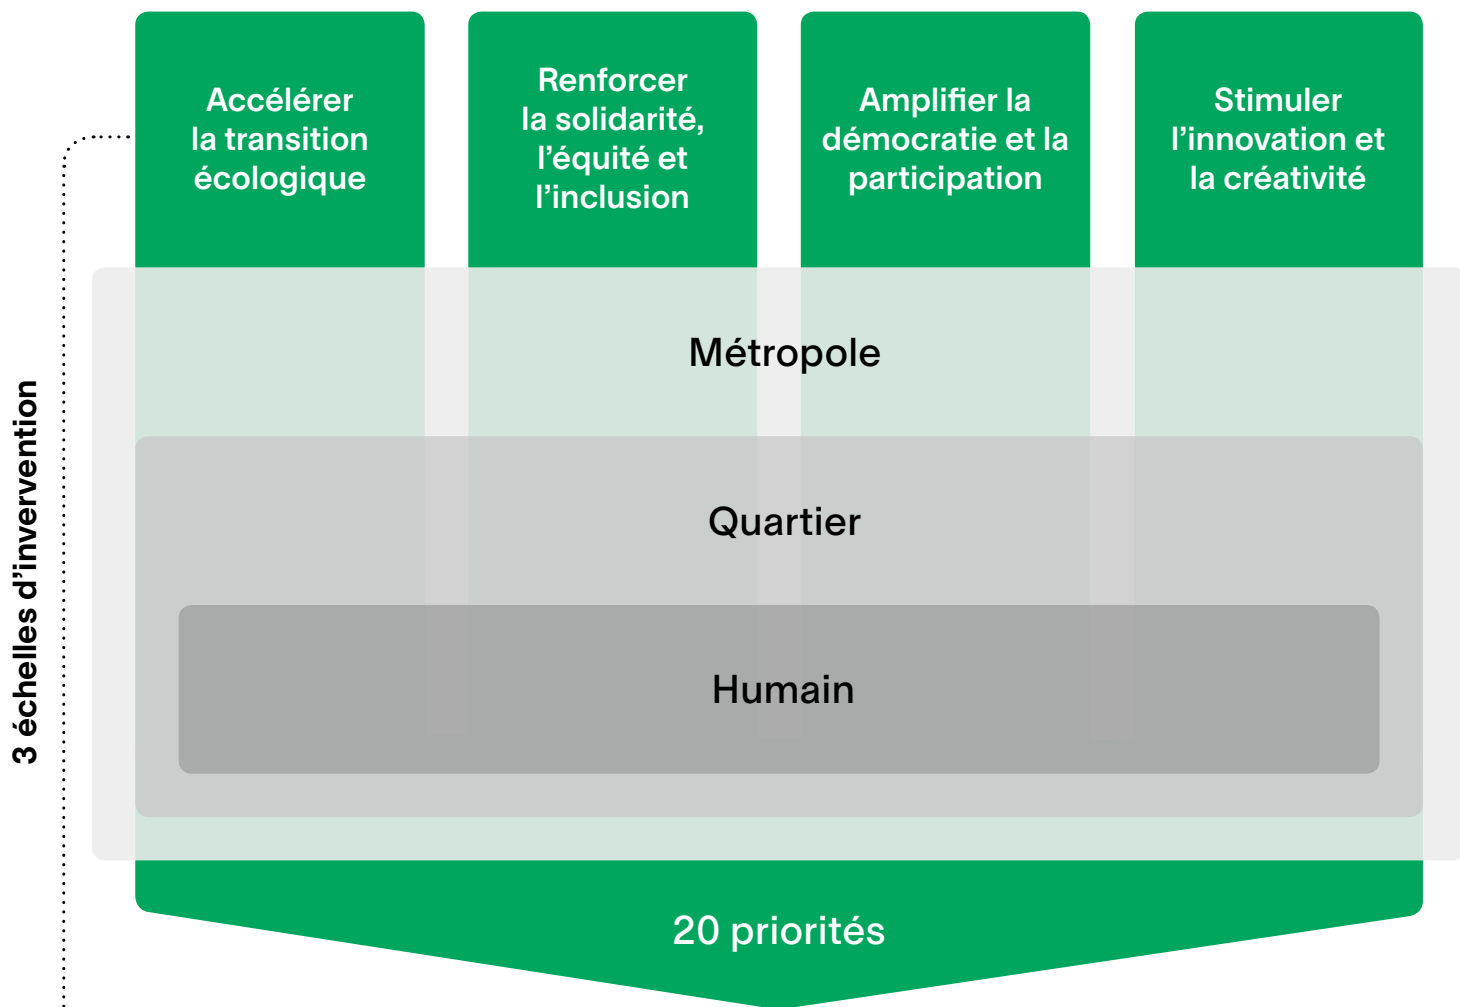 Accélérer
la transition
écologique
Renforcer
la solidarité,
l’équité et
l’inclusion
Amplifier la
démocratie et la
participation
Stimuler
l’innovation et
la créativité
3 échelles d’invervention
Métropole
Quartier
Humain
20 priorités